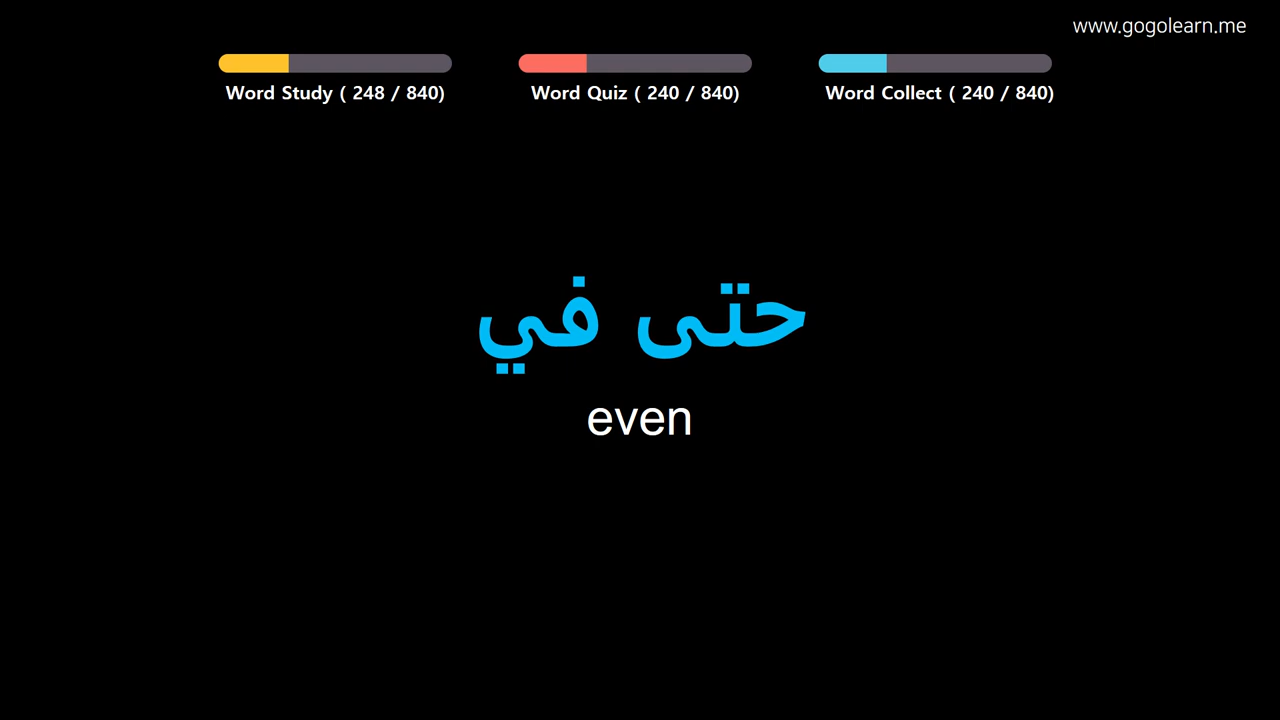 www.gogolearn.me
Word Study ( 248 / 840)
Word Quiz ( 240 / 840)
Word Collect ( 240 / 840)
حتى في
even